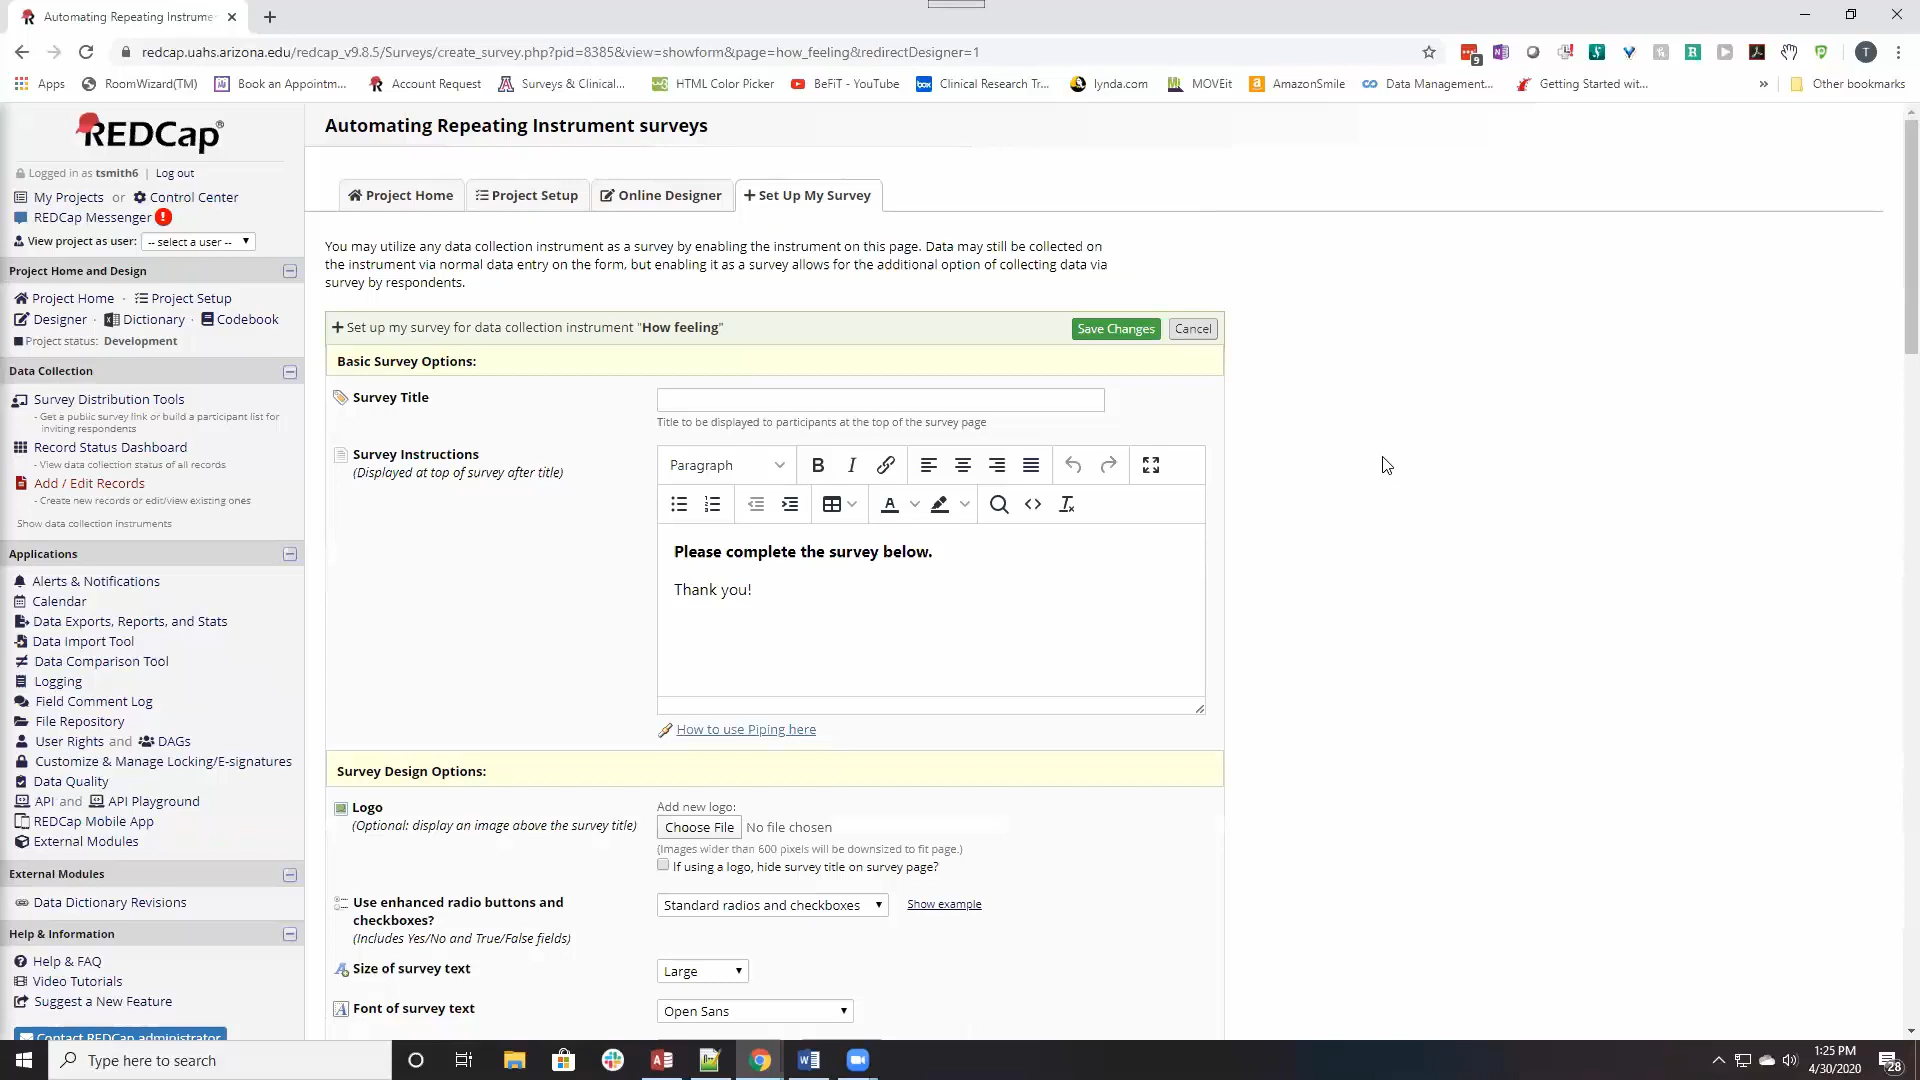 Automating Repeating Instrume
redcap.uahs.arizona.edu/redcap_v9.8.5/Surveys/create_survey.php?pid=8385&view=showform&page=how_feeling&redirectDesigner=1
9
T
Apps
RoomWizard(TM)
Book an Appointm...
Account Request
Surveys & Clinical...
HTML Color Picker
BeFiT - YouTube
Clinical Research Tr...
lynda.com
MOVEit
AmazonSmile
Data Management...
Getting Started wit...
»
Other bookmarks
REDCap®
Logged in as tsmith6 | Log out
My Projects or Control Center
REDCap Messenger
View project as user: -- select a user --
Project Home and Design
Project Home · Project Setup
Designer · Dictionary · Codebook
Project status: Development
Data Collection
Survey Distribution Tools
- Get a public survey link or build a participant list for
inviting respondents
Record Status Dashboard
- View data collection status of all records
Add / Edit Records
- Create new records or edit/view existing ones
Show data collection instruments
Applications
Alerts & Notifications
Calendar
Data Exports, Reports, and Stats
Data Import Tool
Data Comparison Tool
Logging
Field Comment Log
File Repository
User Rights and DAGs
Customize & Manage Locking/E-signatures
Data Quality
API and API Playground
REDCap Mobile App
External Modules
External Modules
Data Dictionary Revisions
Help & Information
Help & FAQ
Video Tutorials
Suggest a New Feature
Contact REDCap administrator
Automating Repeating Instrument surveys
Project Home
Project Setup
Online Designer
Set Up My Survey
You may utilize any data collection instrument as a survey by enabling the instrument on this page. Data may still be collected on
the instrument via normal data entry on the form, but enabling it as a survey allows for the additional option of collecting data via
survey by respondents.
Set up my survey for data collection instrument "How feeling"
Save Changes
Cancel
Basic Survey Options:
Survey Title
Title to be displayed to participants at the top of the survey page
Survey Instructions
(Displayed at top of survey after title)
Paragraph
Please complete the survey below.
Thank you!
How to use Piping here
Survey Design Options:
Logo
(Optional: display an image above the survey title)
Add new logo:
Choose File No file chosen
(Images wider than 600 pixels will be downsized to fit page.)
If using a logo, hide survey title on survey page?
Use enhanced radio buttons and
checkboxes?
(Includes Yes/No and True/False fields)
Standard radios and checkboxes
Show example
Size of survey text
Large
Font of survey text
Open Sans
Type here to search
1:25 PM
4/30/2020
28